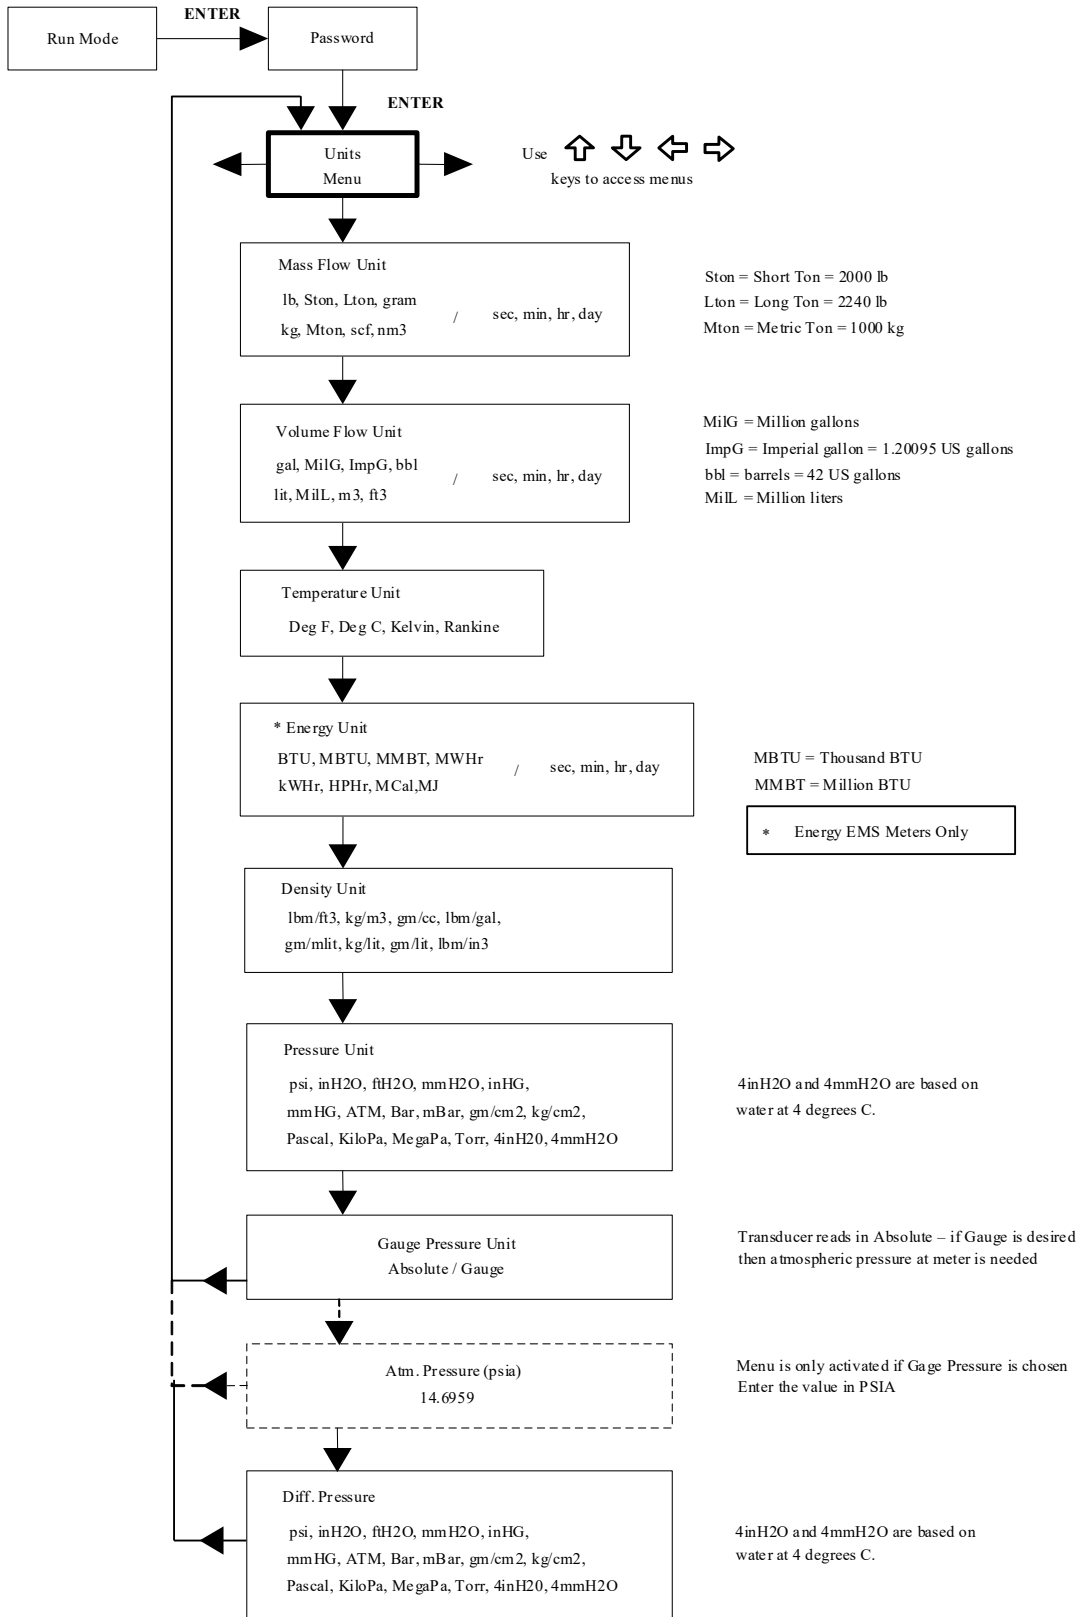 ENTER
Run Mode
Password
ENTER
Units
Menu
Use
keys to access menus
Mass Flow Unit
lb, Ston, Lton, gram
kg, Mton, scf, nm3
/
sec, min, hr, day
Ston = Short Ton = 2000 lb
Lton = Long Ton = 2240 lb
Mton = Metric Ton = 1000 kg
Volume Flow Unit
gal, MilG, ImpG, bbl
lit, MilL, m3, ft3
/
sec, min, hr, day
MilG = Million gallons
ImpG = Imperial gallon = 1.20095 US gallons
bbl = barrels = 42 US gallons
MilL = Million liters
Temperature Unit
Deg F, Deg C, Kelvin, Rankine
* Energy Unit
BTU, MBTU, MMBT, MWHr
kWHr, HPHr, MCal,MJ
/
sec, min, hr, day
MBTU = Thousand BTU
MMBT = Million BTU
* Energy EMS Meters Only
Density Unit
lbm/ft3, kg/m3, gm/cc, lbm/gal,
gm/mlit, kg/lit, gm/lit, lbm/in3
Pressure Unit
psi, inH2O, ftH2O, mmH2O, inHG,
mmHG, ATM, Bar, mBar, gm/cm2, kg/cm2,
Pascal, KiloPa, MegaPa, Torr, 4inH20, 4mmH2O
4inH2O and 4mmH2O are based on
water at 4 degrees C.
Gauge Pressure Unit
Absolute / Gauge
Transducer reads in Absolute – if Gauge is desired
then atmospheric pressure at meter is needed
Atm. Pressure (psia)
14.6959
Menu is only activated if Gage Pressure is chosen
Enter the value in PSIA
Diff. Pressure
psi, inH2O, ftH2O, mmH2O, inHG,
mmHG, ATM, Bar, mBar, gm/cm2, kg/cm2,
Pascal, KiloPa, MegaPa, Torr, 4inH20, 4mmH2O
4inH2O and 4mmH2O are based on
water at 4 degrees C.